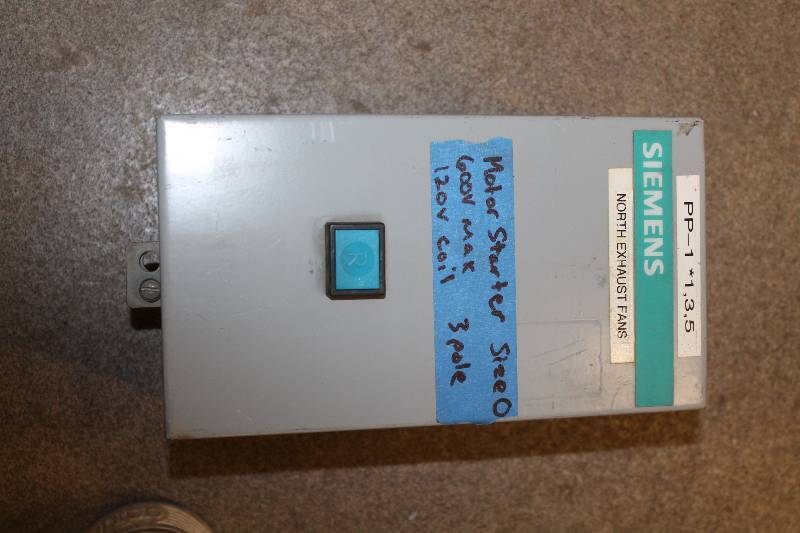 PP-1 *1,3,5
SIEMENS
NORTH EXHAUST FANS
Motor Starter Size 0
600V max 3 pole
120V coil
R